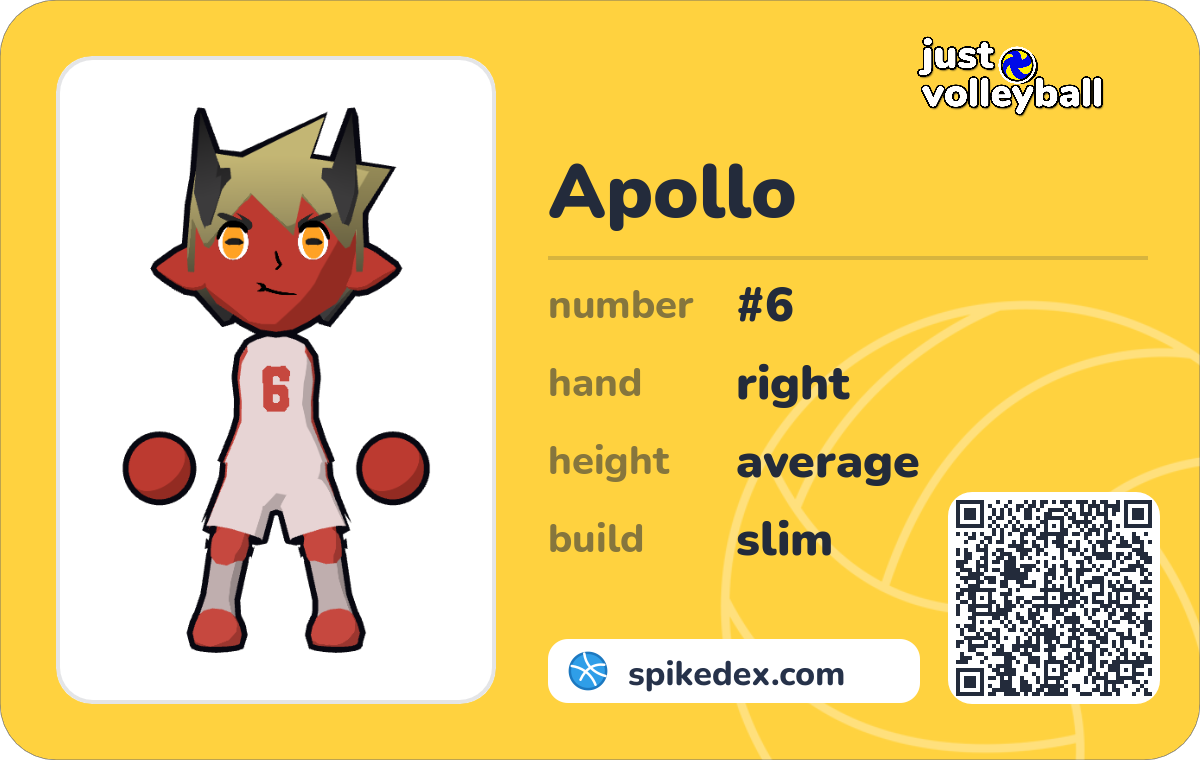 just
volleyball
Apollo
number #6
hand right
height average
build slim
6
spikedex.com